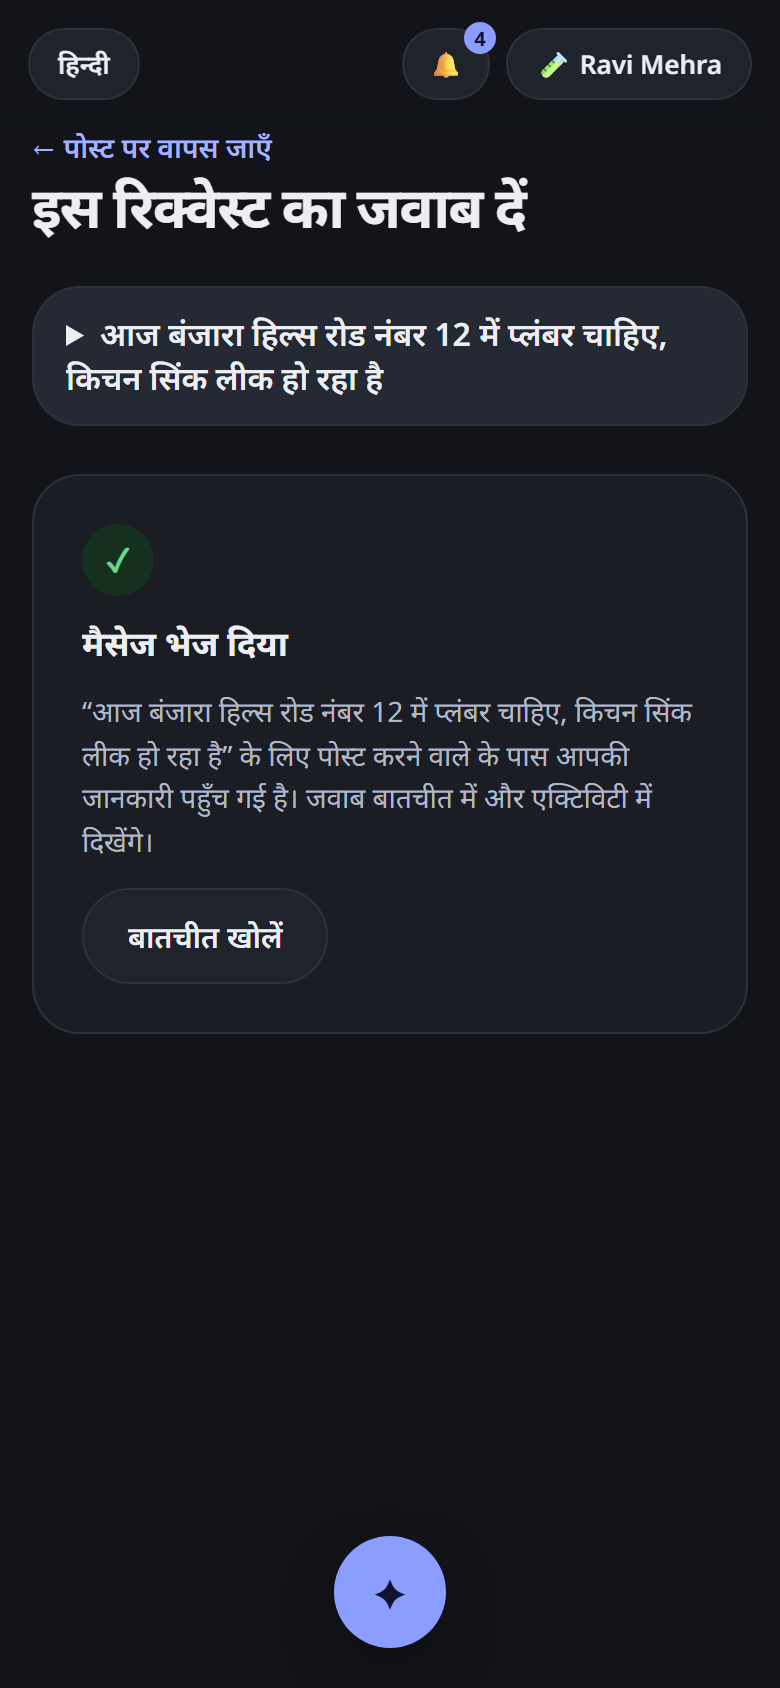 हिन्दी
4
Ravi Mehra
← पोस्ट पर वापस जाएँ
इस रिक्वेस्ट का जवाब दें
आज बंजारा हिल्स रोड नंबर 12 में प्लंबर चाहिए,
किचन सिंक लीक हो रहा है
मैसेज भेज दिया
“आज बंजारा हिल्स रोड नंबर 12 में प्लंबर चाहिए, किचन सिंक
लीक हो रहा है” के लिए पोस्ट करने वाले के पास आपकी
जानकारी पहुँच गई है। जवाब बातचीत में और एक्टिविटी में
दिखेंगे।
बातचीत खोलें